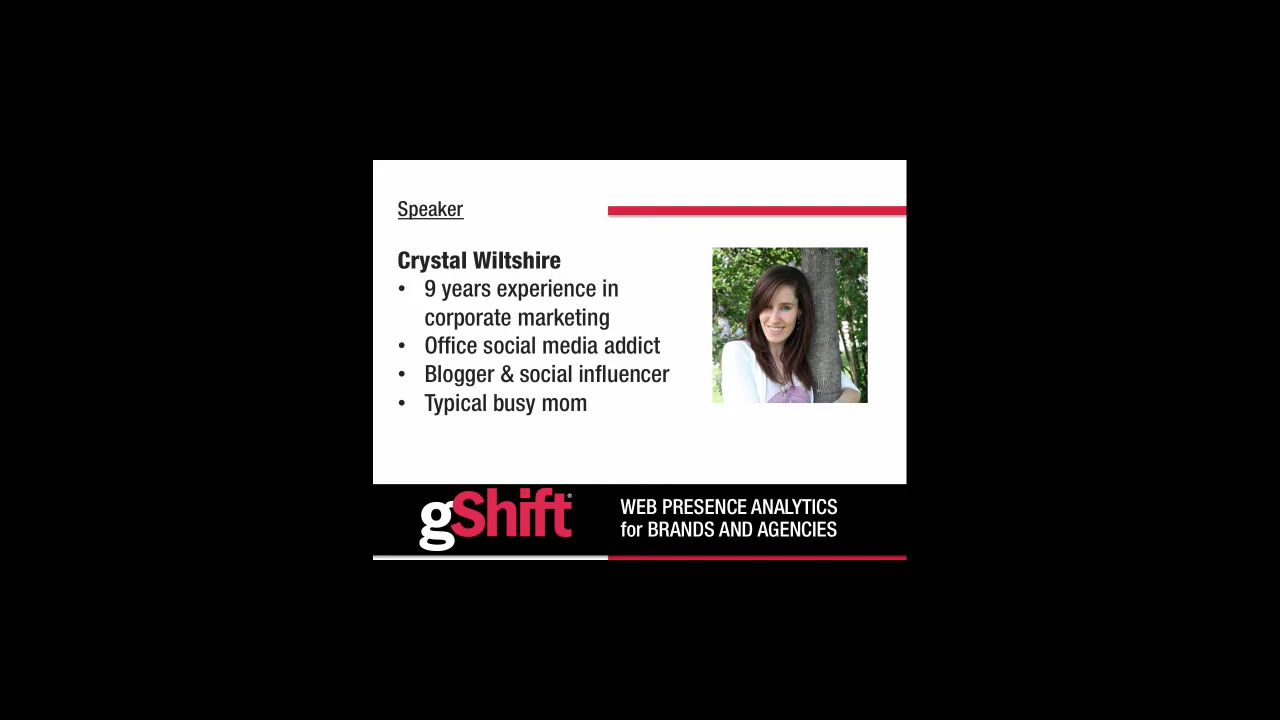 Speaker
Crystal Wiltshire
• 9 years experience in
corporate marketing
• Office social media addict
• Blogger & social influencer
• Typical busy mom
gShift®
WEB PRESENCE ANALYTICS
for BRANDS AND AGENCIES